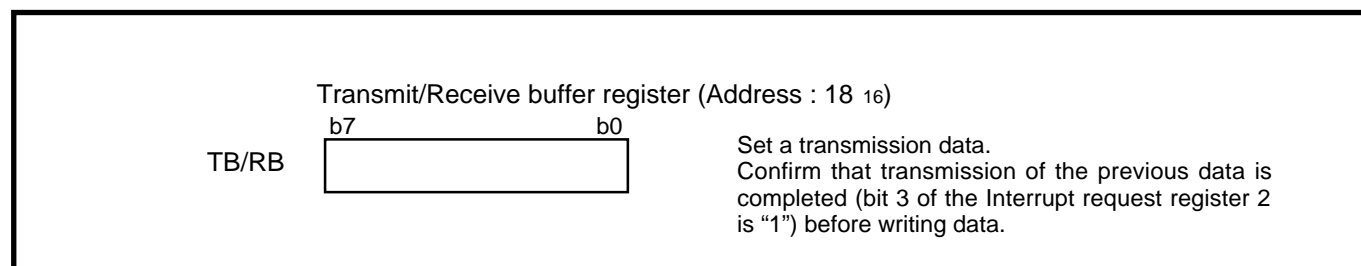 Transmit/Receive buffer register (Address : 18 16)
b7 b0
TB/RB
Set a transmission data.
Confirm that transmission of the previous data is
completed (bit 3 of the Interrupt request register 2
is “1”) before writing data.